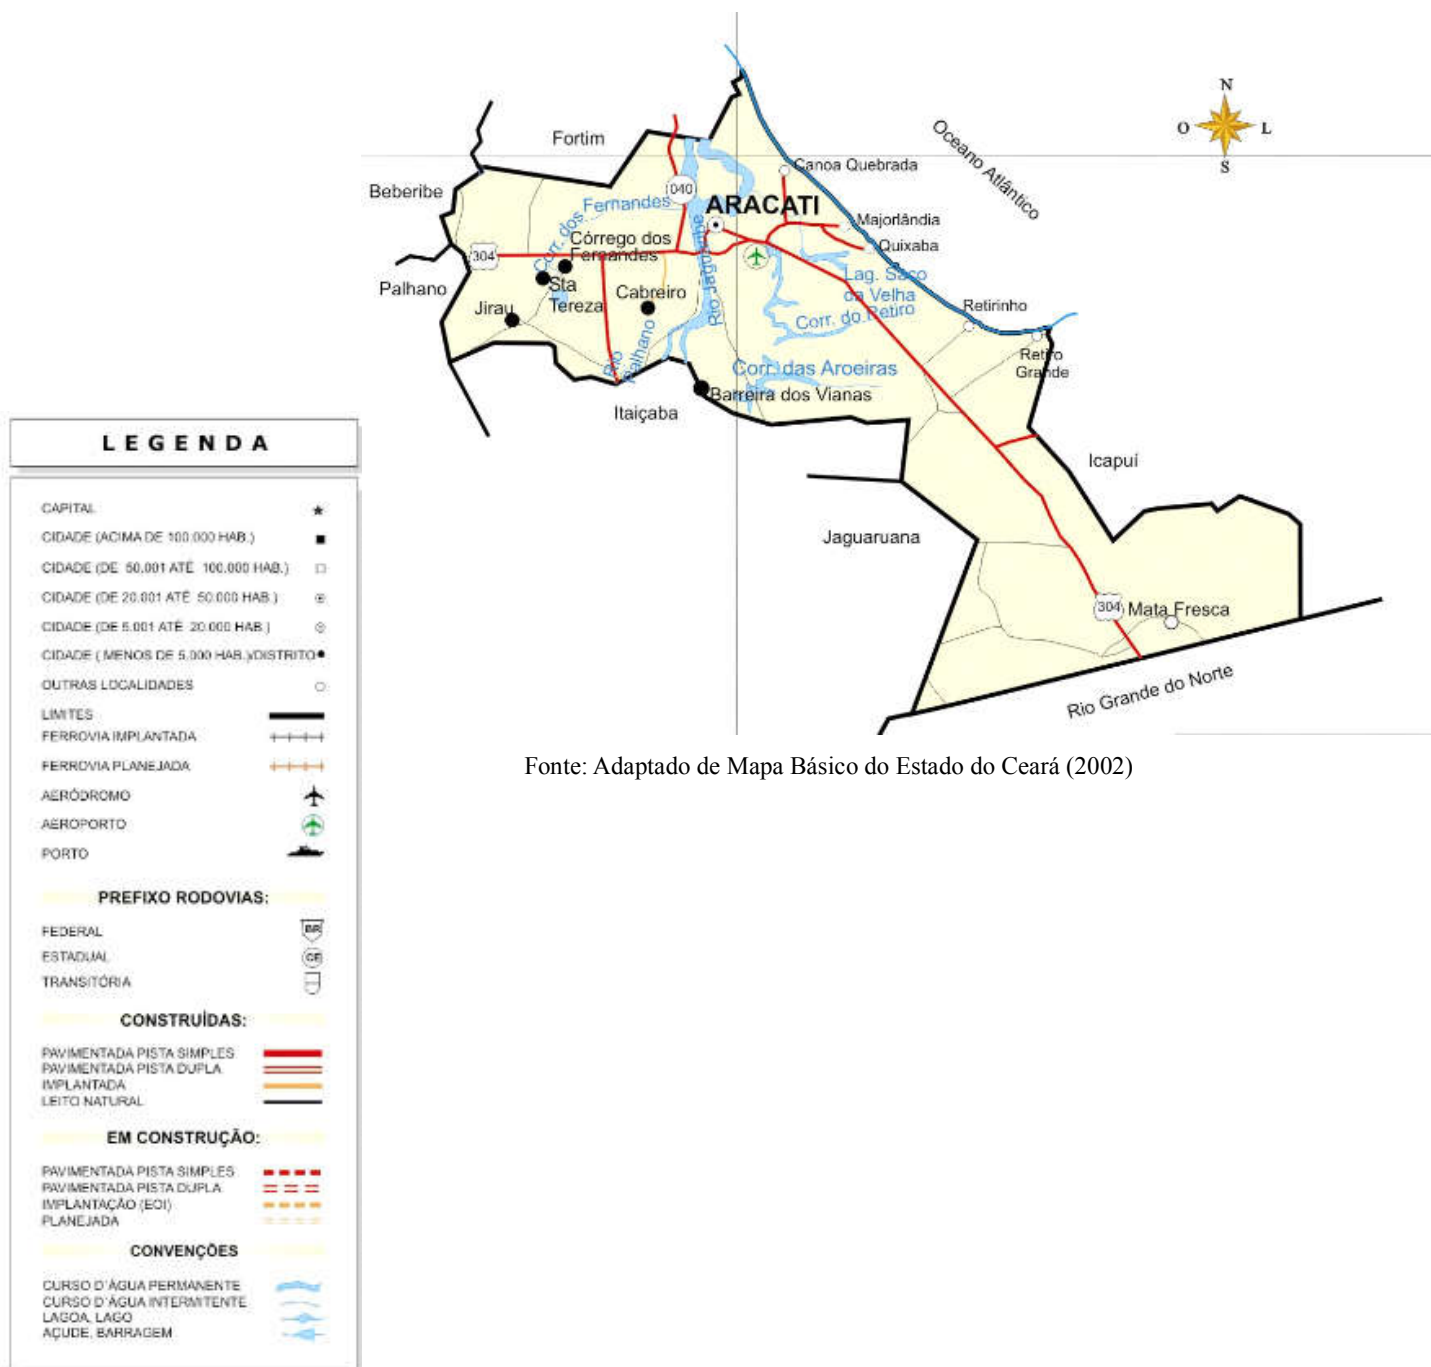 N
O
L
S
Oceano Atlântico
Fortim
Canoa Quebrada
Beberibe
040
Corr. dos Fernandes
ARACATI
Majorlândia
Córrego dos
Fernandes
Quixaba
304
Rio Jaguaribe
Palhano
Sta
Tereza
Cabreiro
Lag. Saco
da Velha
Jirau
Corr. do Retiro
Retirinho
Rio
Palhano
Retiro
Grande
Corr. das Aroeiras
Barreira dos Vianas
Itaiçaba
Icapuí
Jaguaruana
304
Mata Fresca
Rio Grande do Norte
Fonte: Adaptado de Mapa Básico do Estado do Ceará (2002)
LEGENDA
CAPITAL
CIDADE (ACIMA DE 100.000 HAB.)
CIDADE (DE 50.001 ATÉ 100.000 HAB.)
CIDADE (DE 20.001 ATÉ 50.000 HAB.)
CIDADE (DE 5.001 ATÉ 20.000 HAB.)
CIDADE ( MENOS DE 5.000 HAB.)/DISTRITO
OUTRAS LOCALIDADES
LIMITES
FERROVIA IMPLANTADA
FERROVIA PLANEJADA
AERÓDROMO
AEROPORTO
PORTO
PREFIXO RODOVIAS:
FEDERAL BR
ESTADUAL CE
TRANSITÓRIA
CONSTRUÍDAS:
PAVIMENTADA PISTA SIMPLES
PAVIMENTADA PISTA DUPLA
IMPLANTADA
LEITO NATURAL
EM CONSTRUÇÃO:
PAVIMENTADA PISTA SIMPLES
PAVIMENTADA PISTA DUPLA
IMPLANTAÇÃO (EOI)
PLANEJADA
CONVENÇÕES
CURSO D'ÁGUA PERMANENTE
CURSO D'ÁGUA INTERMITENTE
LAGOA, LAGO
AÇUDE, BARRAGEM